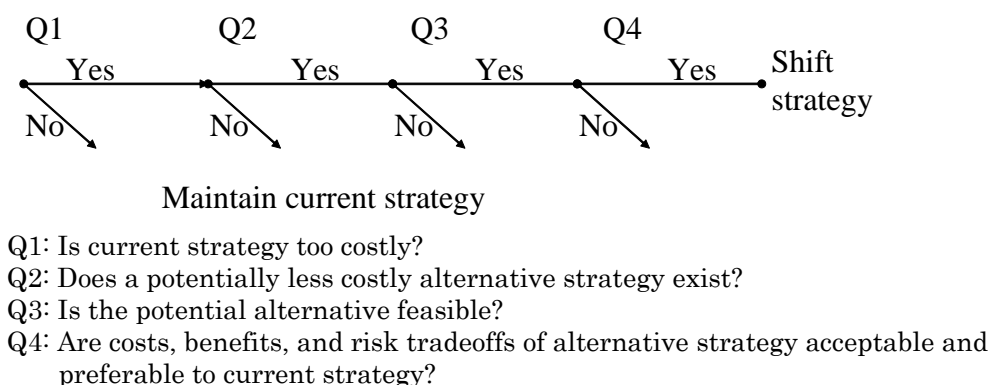 Q1 Q2 Q3 Q4
Yes Yes Yes Yes Shift
strategy
No No No No
Maintain current strategy
Q1: Is current strategy too costly?
Q2: Does a potentially less costly alternative strategy exist?
Q3: Is the potential alternative feasible?
Q4: Are costs, benefits, and risk tradeoffs of alternative strategy acceptable and
preferable to current strategy?